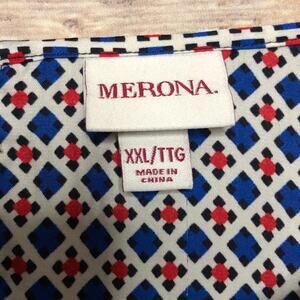 MERONA.
XXL/TTG
MADE IN
CHINA